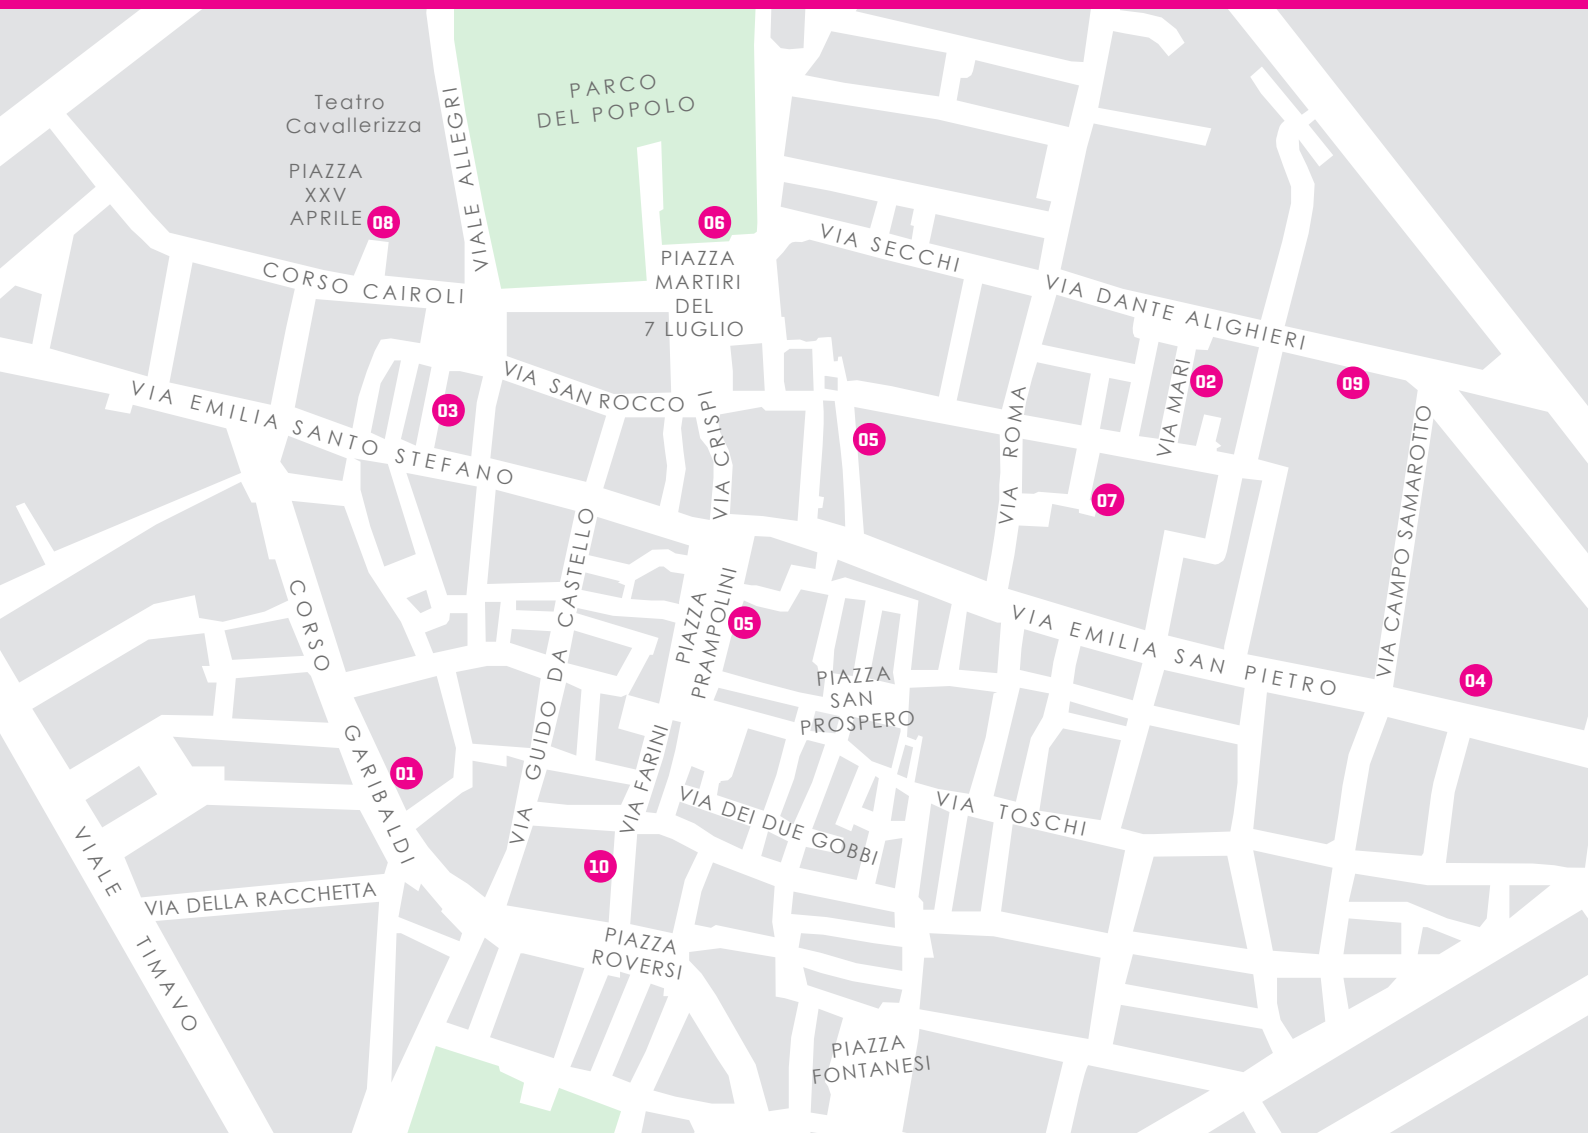 PARCO
DEL POPOLO
Teatro
Cavallerizza
VIALE ALLEGRI
PIAZZA
XXV
APRILE
08
06
PIAZZA
MARTIRI
DEL
7 LUGLIO
CORSO CAIROLI
VIA SECCHI
VIA DANTE ALIGHIERI
VIA SAN ROCCO
VIA MARI
02
09
VIA EMILIA SANTO STEFANO
03
VIA CRISPI
05
VIA ROMA
07
VIA CAMPO SAMAROTTO
VIA GUIDO DA CASTELLO
PIAZZA
PRAMPOLINI
05
VIA EMILIA SAN PIETRO
04
CORSO GARIBALDI
PIAZZA
SAN
PROSPERO
01
VIA FARINI
VIA DEI DUE GOBBI
VIA TOSCHI
10
VIALE TIMAVO
VIA DELLA RACCHETTA
PIAZZA
ROVERSI
PIAZZA
FONTANESI